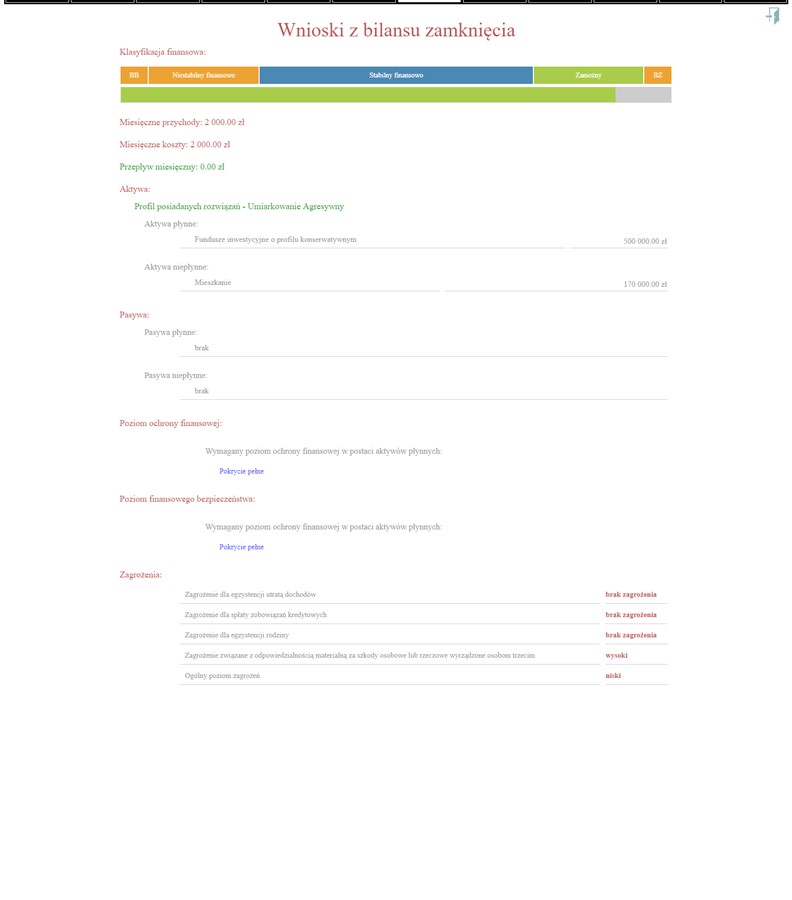 Wnioski z bilansu zamknięcia
Klasyfikacja finansowa:
BB Niestabilny finansowo Stabilny finansowo Zamożny BZ
Miesięczne przychody: 2 000.00 zł
Miesięczne koszty: 2 000.00 zł
Przepływ miesięczny: 0.00 zł
Aktywa:
Profil posiadanych rozwiązań - Umiarkowanie Agresywny
Aktywa płynne:
Fundusze inwestycyjne o profilu konserwatywnym 500 000.00 zł
Aktywa niepłynne:
Mieszkanie 170 000.00 zł
Pasywa:
Pasywa płynne:
brak
Pasywa niepłynne:
brak
Poziom ochrony finansowej:
Wymagany poziom ochrony finansowej w postaci aktywów płynnych:
Pokrycie pełne
Poziom finansowego bezpieczeństwa:
Wymagany poziom ochrony finansowej w postaci aktywów płynnych:
Pokrycie pełne
Zagrożenia:
Zagrożenie dla egzystencji utratą dochodów brak zagrożenia
Zagrożenie dla spłaty zobowiązań kredytowych brak zagrożenia
Zagrożenie dla egzystencji rodziny brak zagrożenia
Zagrożenie związane z odpowiedzialnością materialną za szkody osobowe lub rzeczowe wyrządzone osobom trzecim wysoki
Ogólny poziom zagrożeń niski